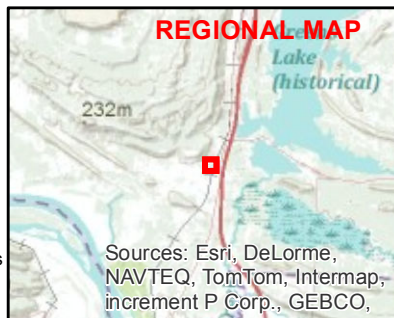 REGIONAL MAP
Lake
(historical)
232m
Sources: Esri, DeLorme,
NAVTEQ, TomTom, Intermap,
increment P Corp., GEBCO,